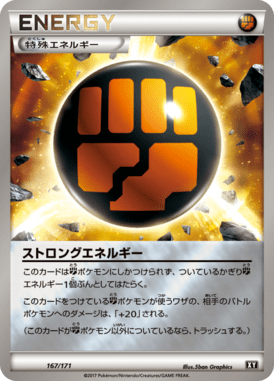 ENERGY
特殊エネルギー
ストロングエネルギー
このカードはポケモンにしかつけられず、ついているかぎり
エネルギー1個ぶんとしてはたらく。
このカードをつけているポケモンが使うワザの、相手のバトル
ポケモンへのダメージは、「+20」される。
(このカードがポケモン以外についているなら、トラッシュする。)
167/171
Illus.5ban Graphics
XY
©2017 Pokémon/Nintendo/Creatures/GAME FREAK.